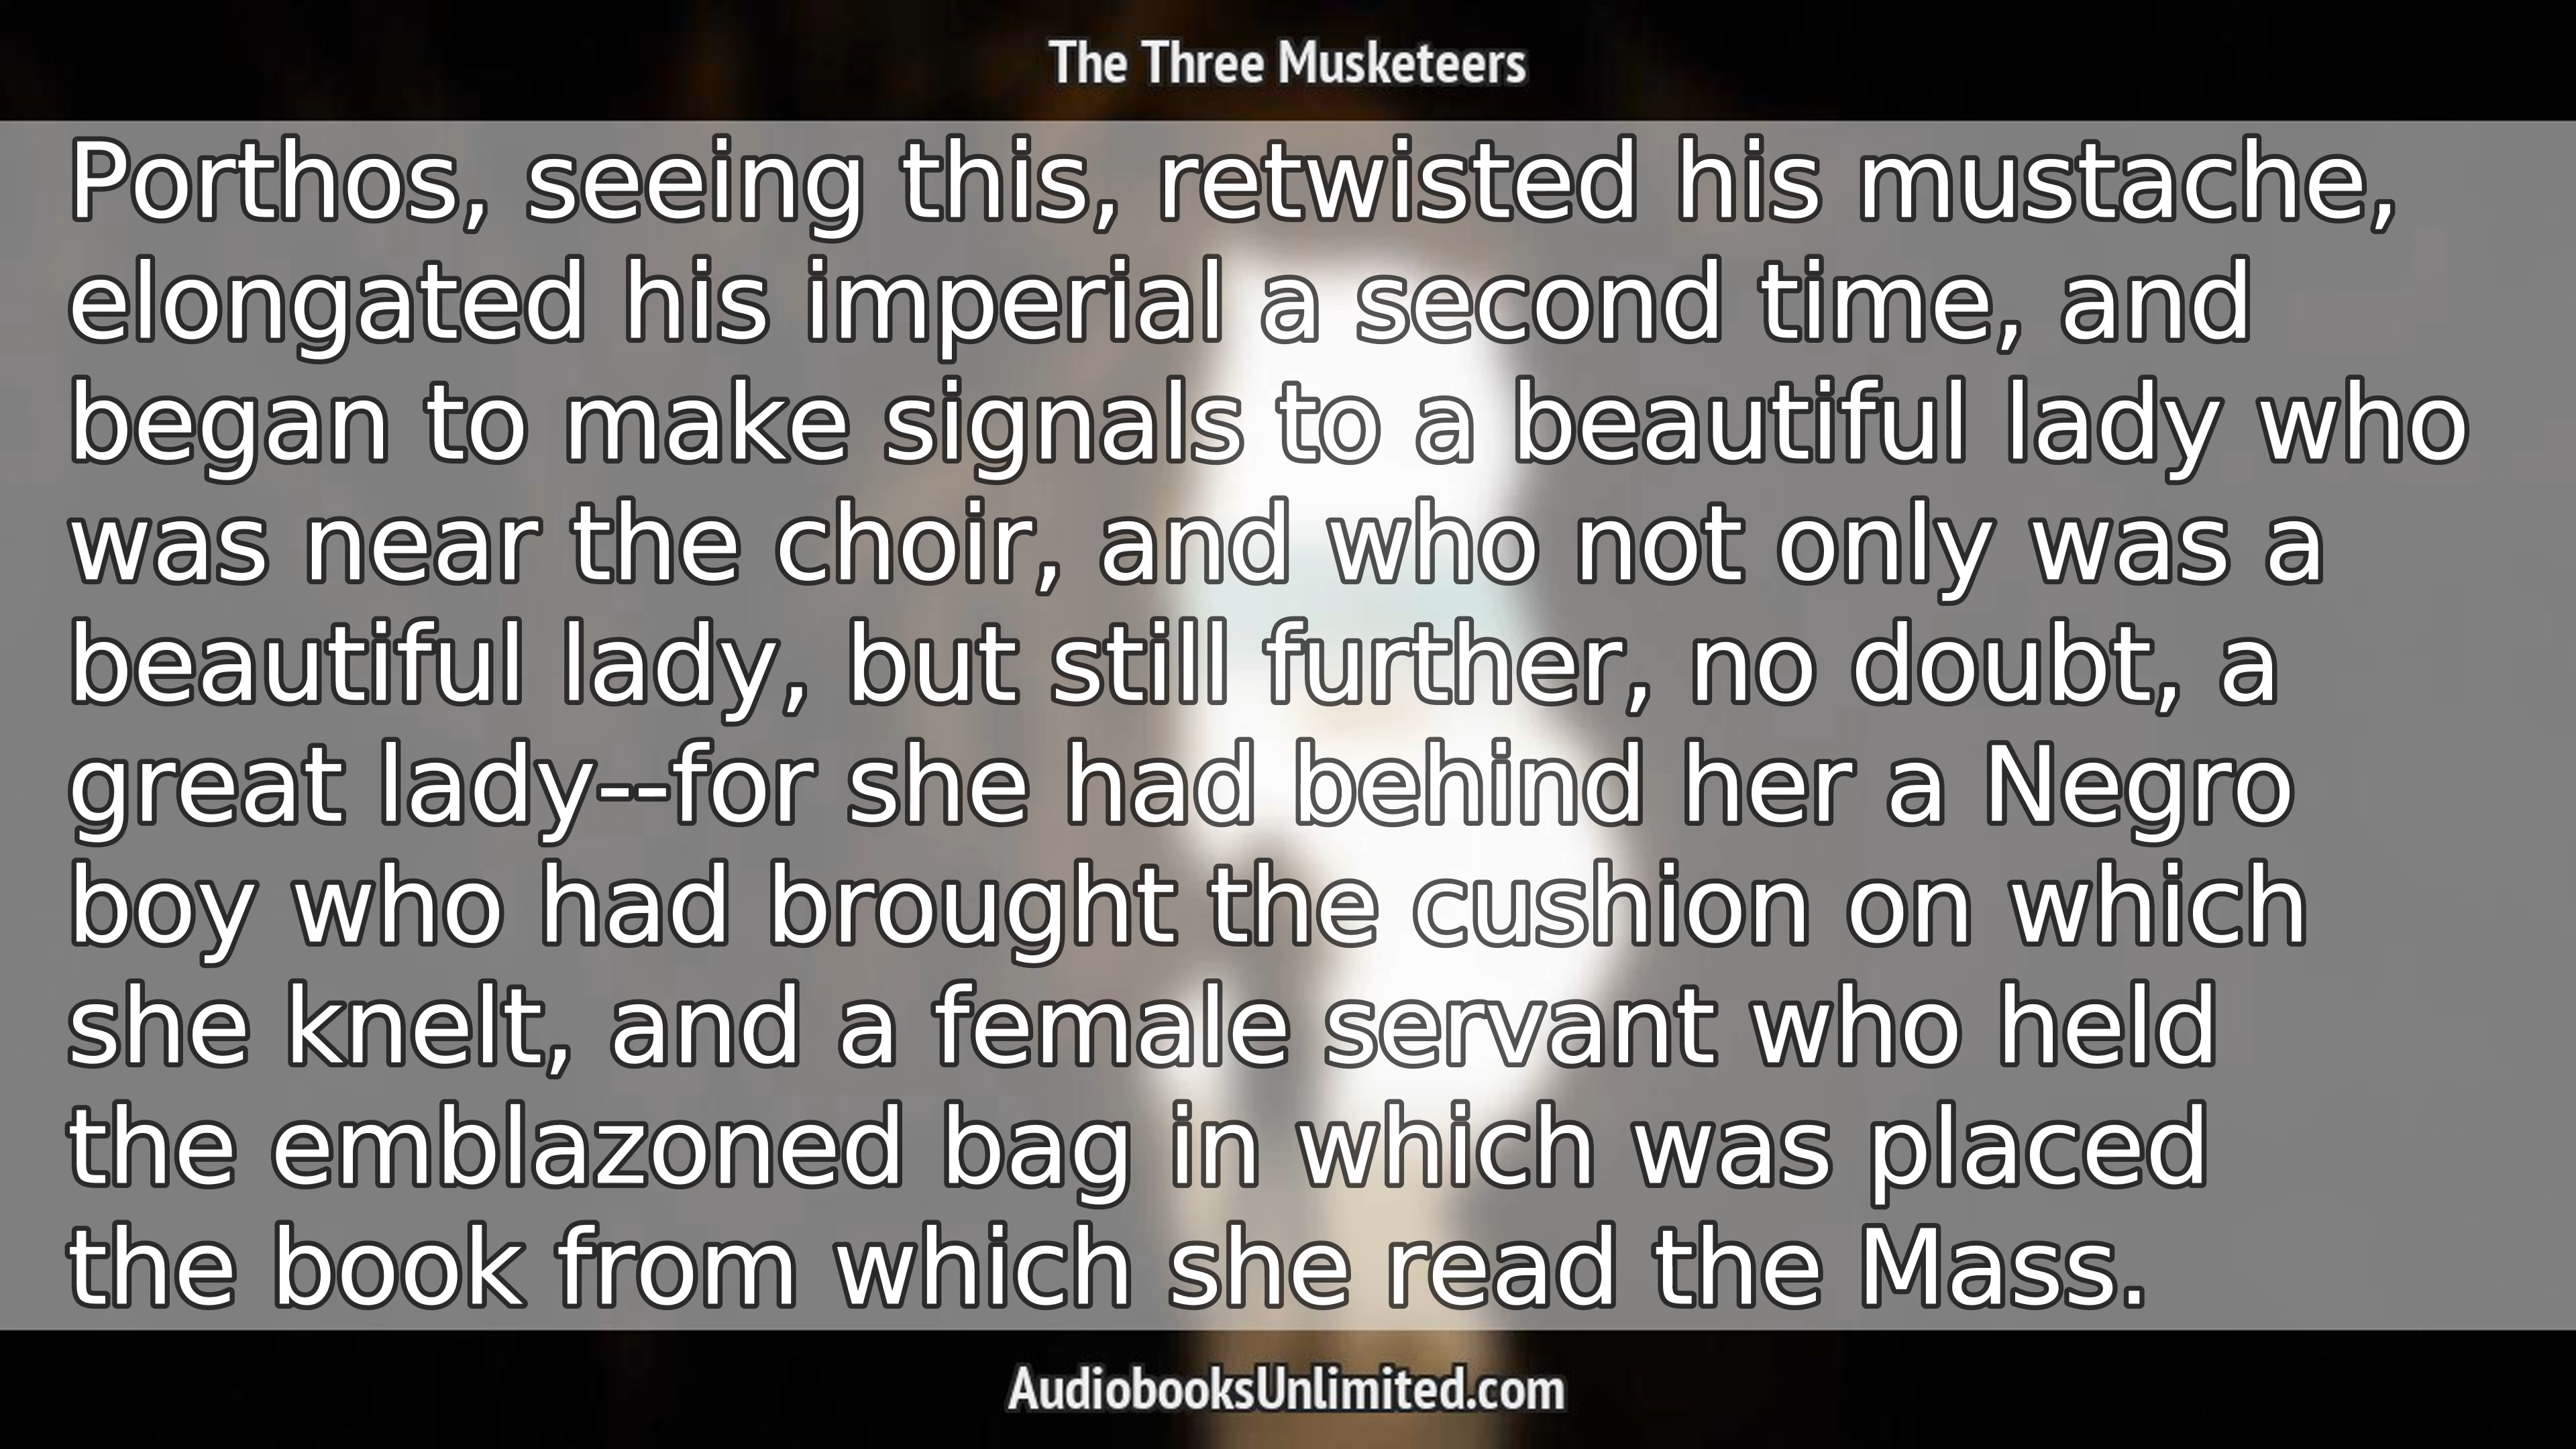 The Three Musketeers
Porthos, seeing this, retwisted his mustache,
elongated his imperial a second time, and
began to make signals to a beautiful lady who
was near the choir, and who not only was a
beautiful lady, but still further, no doubt, a
great lady--for she had behind her a Negro
boy who had brought the cushion on which
she knelt, and a female servant who held
the emblazoned bag in which was placed
the book from which she read the Mass.
AudiobooksUnlimited.com